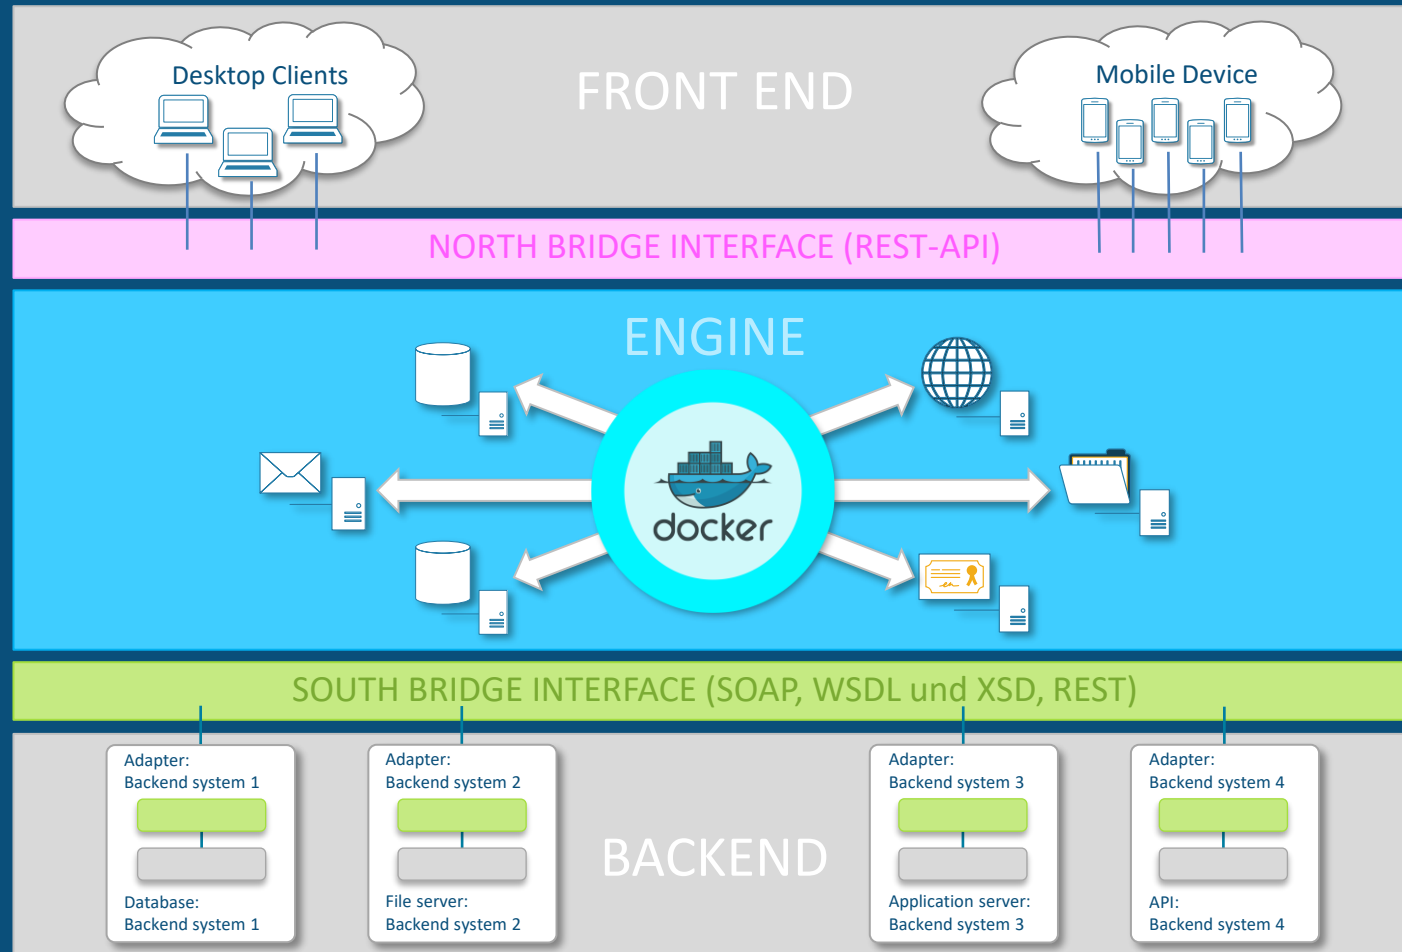 FRONT END
Desktop Clients
Mobile Device
NORTH BRIDGE INTERFACE (REST-API)
ENGINE
docker
SOUTH BRIDGE INTERFACE (SOAP, WSDL und XSD, REST)
BACKEND
Adapter:
Backend system 1
Database:
Backend system 1
Adapter:
Backend system 2
File server:
Backend system 2
Adapter:
Backend system 3
Application server:
Backend system 3
Adapter:
Backend system 4
API:
Backend system 4